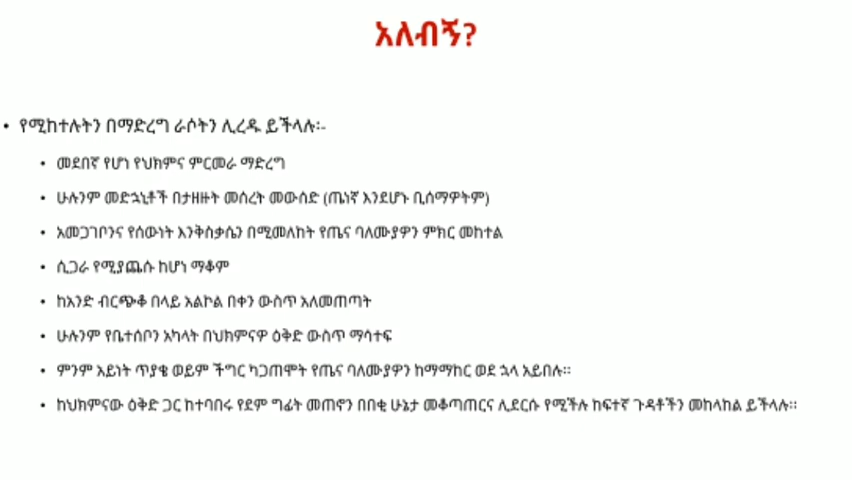 አለብኝ?
• የሚከተሉትን በማድረግ ራሶትን ሊረዱ ይችላሉ፡-
• መደበኛ የሆነ የህክምና ምርመራ ማድረግ
• ሁሉንም መድኋኒቶች በታዘዙት መሰረት መውሰድ (ጤነኛ እንደሆኑ ቢሰማዎትም)
• አመጋገቦንና የሰውነት እንቅስቃሴን በሚመለከት የጤና ባለሙያዎን ምክር መከተል
• ሲጋራ የሚያጨሱ ከሆነ ማቆም
• ከአንድ ብርጭቆ በላይ አልኮል በቀን ውስጥ አለመጠጣት
• ሁሉንም የቤተሰቦን አካላት በህክምናዎ ዕቅድ ውስጥ ማሳተፍ
• ምንም አይነት ጥያቄ ወይም ችግር ካጋጠሞት የጤና ባለሙያዎን ከማማከር ወደ ኋላ አይበሉ።
• ከህክምናው ዕቅድ ጋር ከተባበሩ የደም ግፊት መጠኖን በበቂ ሁኔታ መቆጣጠርና ሊደርሱ የሚችሉ ከፍተኛ ጉዳቶችን መከላከል ይችላሉ።